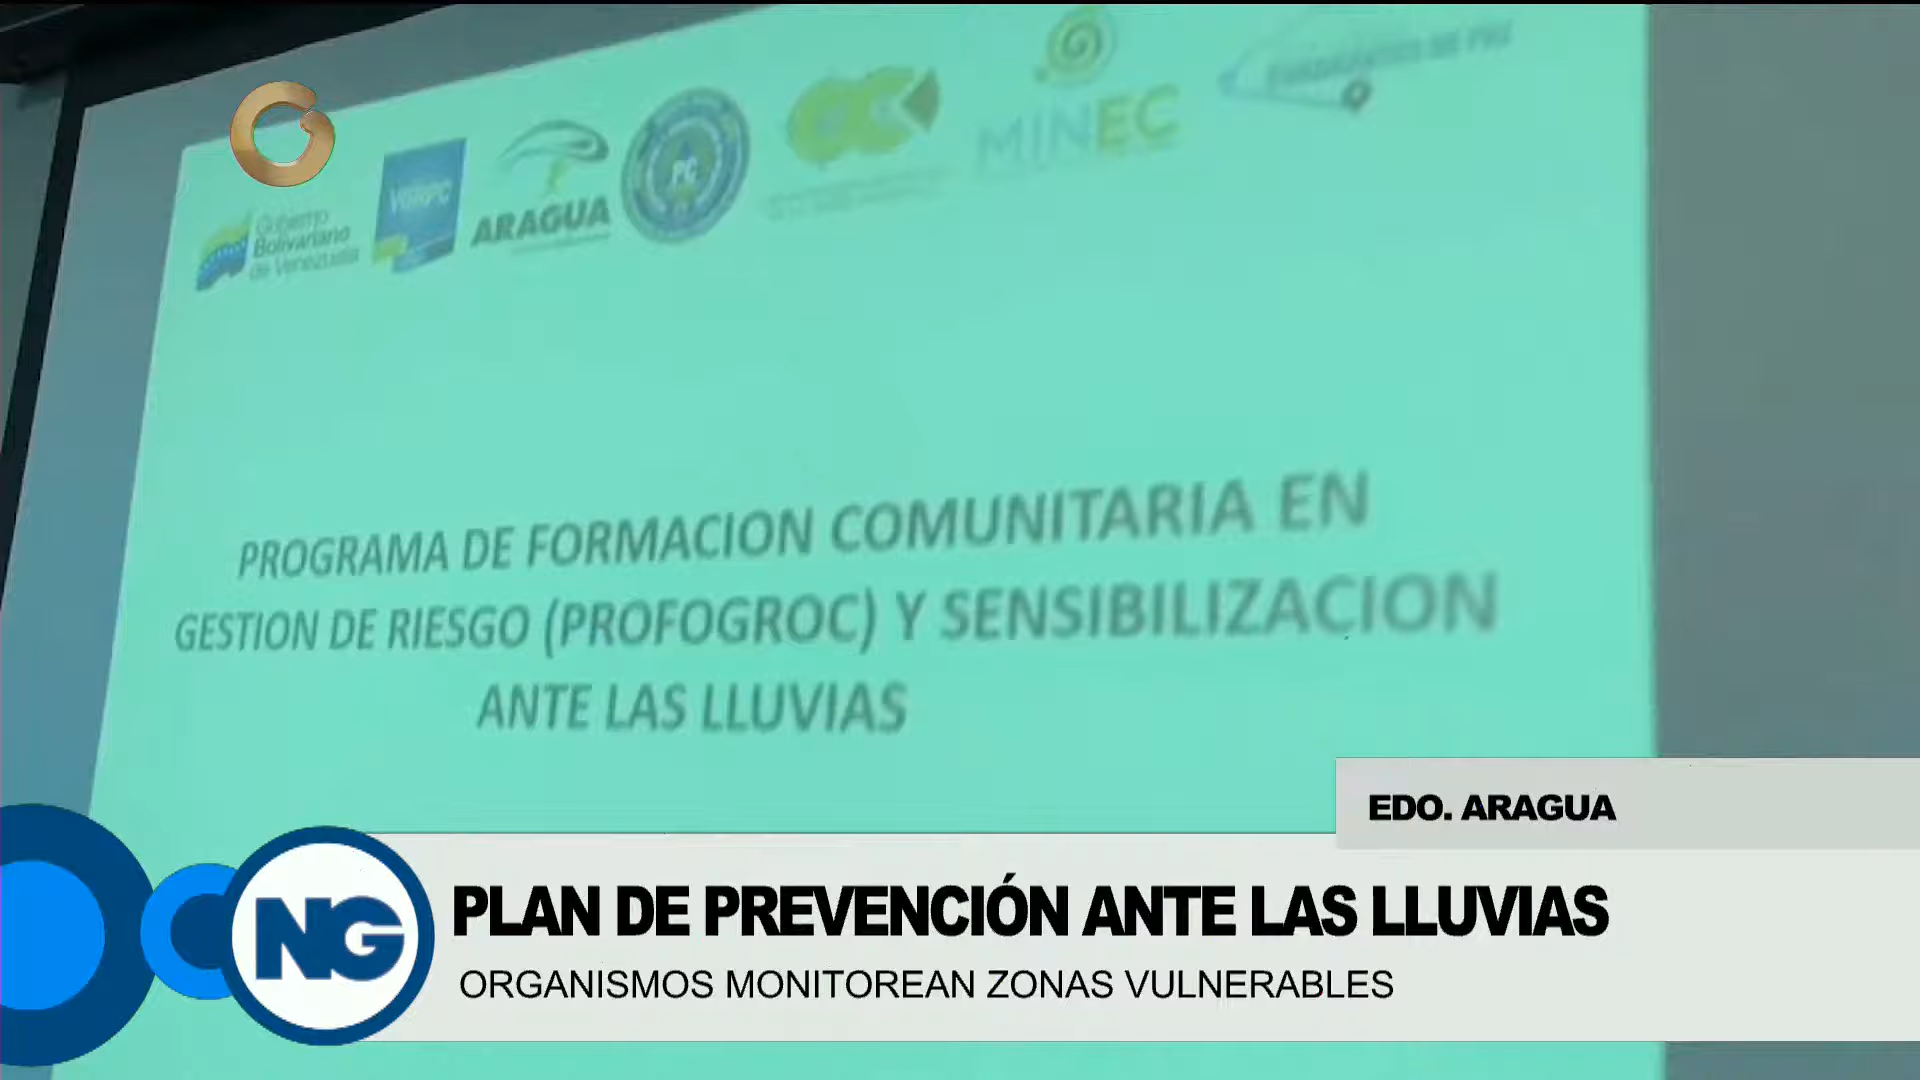 Gobierno
Bolivariano
de Venezuela
VGRPC
ARAGUA
PC
MINEC
PROGRAMA DE FORMACION COMUNITARIA EN
GESTION DE RIESGO (PROFOGROC) Y SENSIBILIZACION
ANTE LAS LLUVIAS
EDO. ARAGUA
NG
PLAN DE PREVENCIÓN ANTE LAS LLUVIAS
ORGANISMOS MONITOREAN ZONAS VULNERABLES